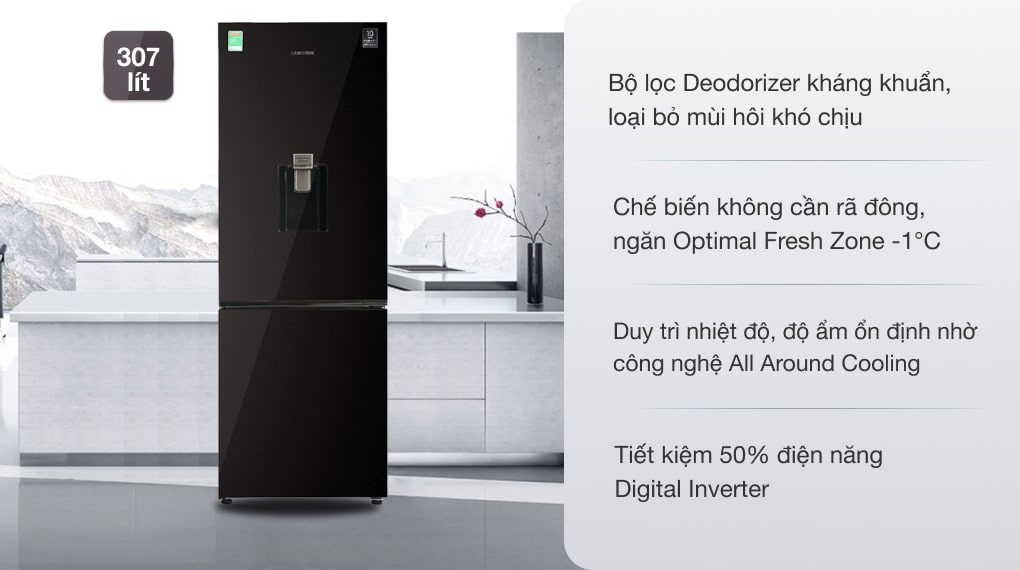 307
lít
SAMSUNG
10
Bộ lọc Deodorizer kháng khuẩn,
loại bỏ mùi hôi khó chịu
Chế biến không cần rã đông,
ngăn Optimal Fresh Zone -1°C
Duy trì nhiệt độ, độ ẩm ổn định nhờ
công nghệ All Around Cooling
Tiết kiệm 50% điện năng
Digital Inverter